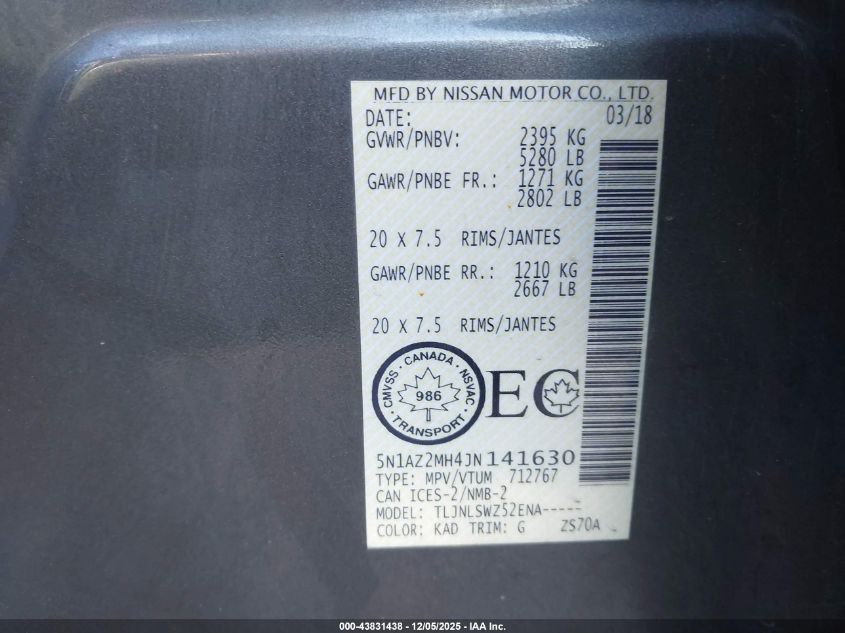 MFD BY NISSAN MOTOR CO., LTD.
DATE: 03/18
GVWR/PNBV: 2395 KG
5280 LB
GAWR/PNBE FR.: 1271 KG
2802 LB
20 X 7.5 RIMS/JANTES
GAWR/PNBE RR.: 1210 KG
2667 LB
20 X 7.5 RIMS/JANTES
CANADA
CMVSS · NSVAC
986
TRANSPORT
EC
5N1AZ2MH4JN141630
TYPE: MPV/VTUM 712767
CAN ICES-2/NMB-2
MODEL: TLJNLSWZ52ENA-----
COLOR: KAD TRIM: G ZS70A
000-43831438 - 12/05/2025 - IAA Inc.